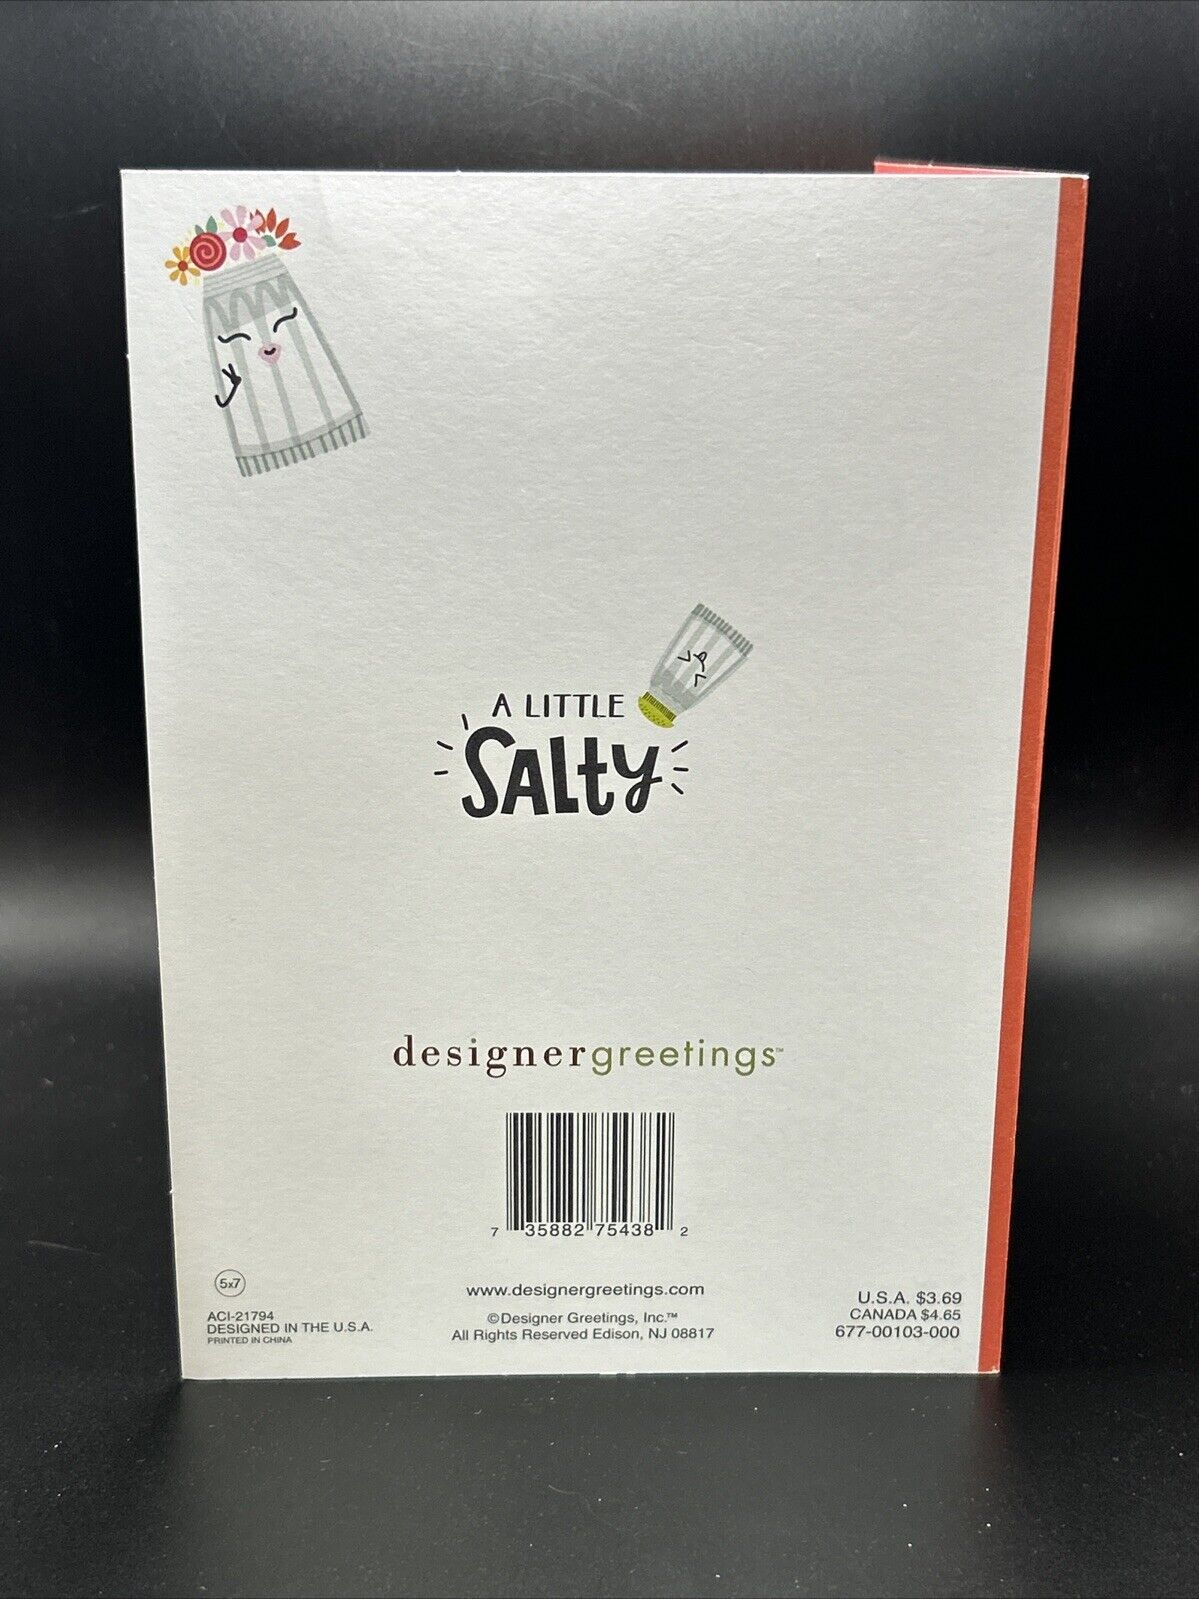 A LITTLE
SALty
designergreetings™
7 35882 75438 2
5x7
ACI-21794
DESIGNED IN THE U.S.A.
PRINTED IN CHINA
www.designergreetings.com
©Designer Greetings, Inc.™
All Rights Reserved Edison, NJ 08817
U.S.A. $3.69
CANADA $4.65
677-00103-000